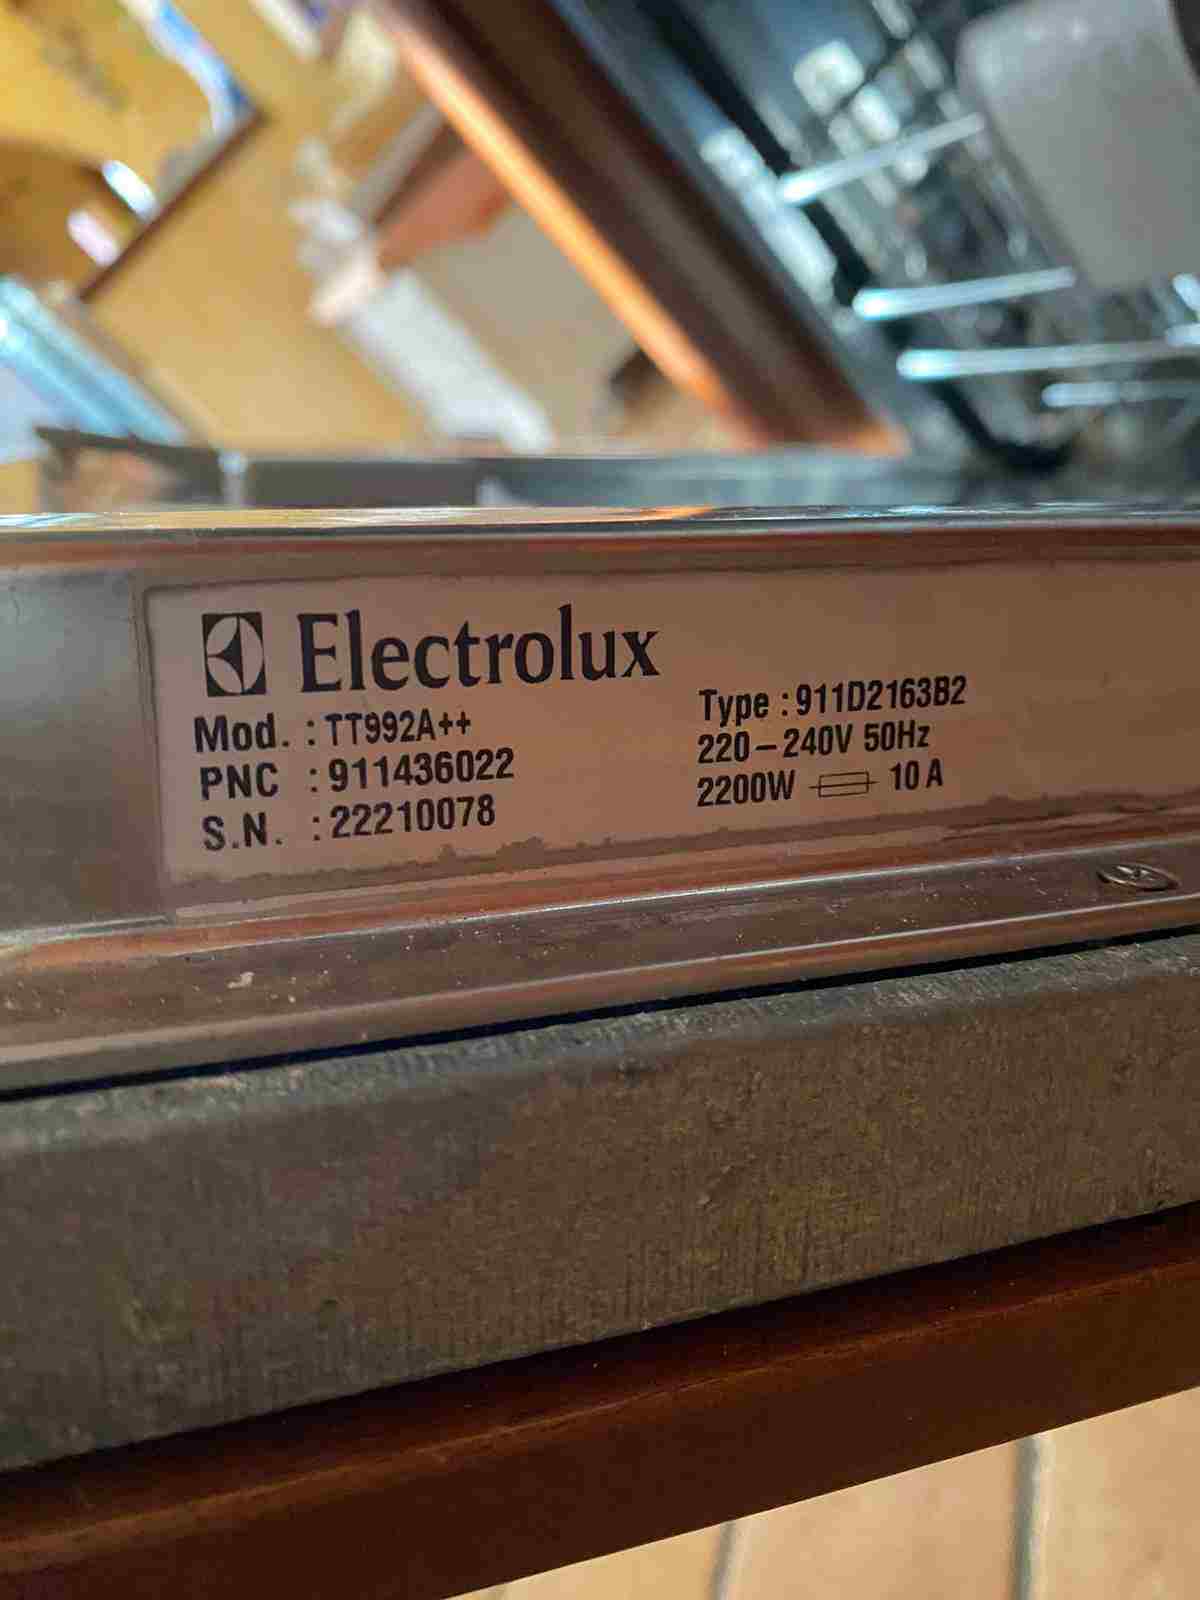 Electrolux
Mod. : TT992A++
PNC : 911436022
S.N. : 22210078
Type : 911D2163B2
220–240V 50Hz
2200W 10 A